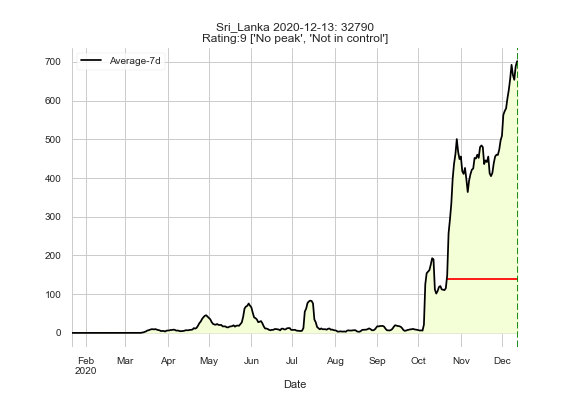 Sri_Lanka 2020-12-13: 32790
Rating:9 ['No peak', 'Not in control']
Average-7d
700
600
500
400
300
200
100
0
Feb Mar Apr May Jun Jul Aug Sep Oct Nov Dec
2020
Date